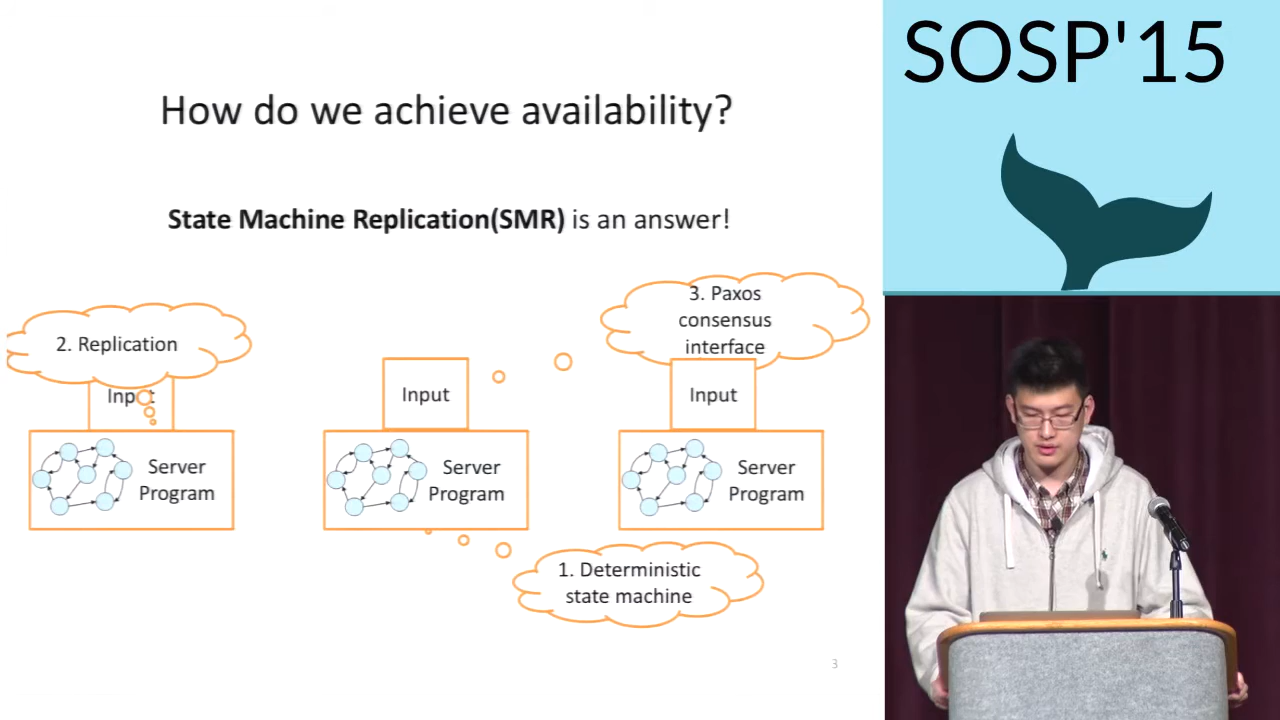 How do we achieve availability?
State Machine Replication(SMR) is an answer!
2. Replication
3. Paxos
consensus
interface
Input
Input
Input
Server
Program
Server
Program
Server
Program
1. Deterministic
state machine
3
SOSP'15